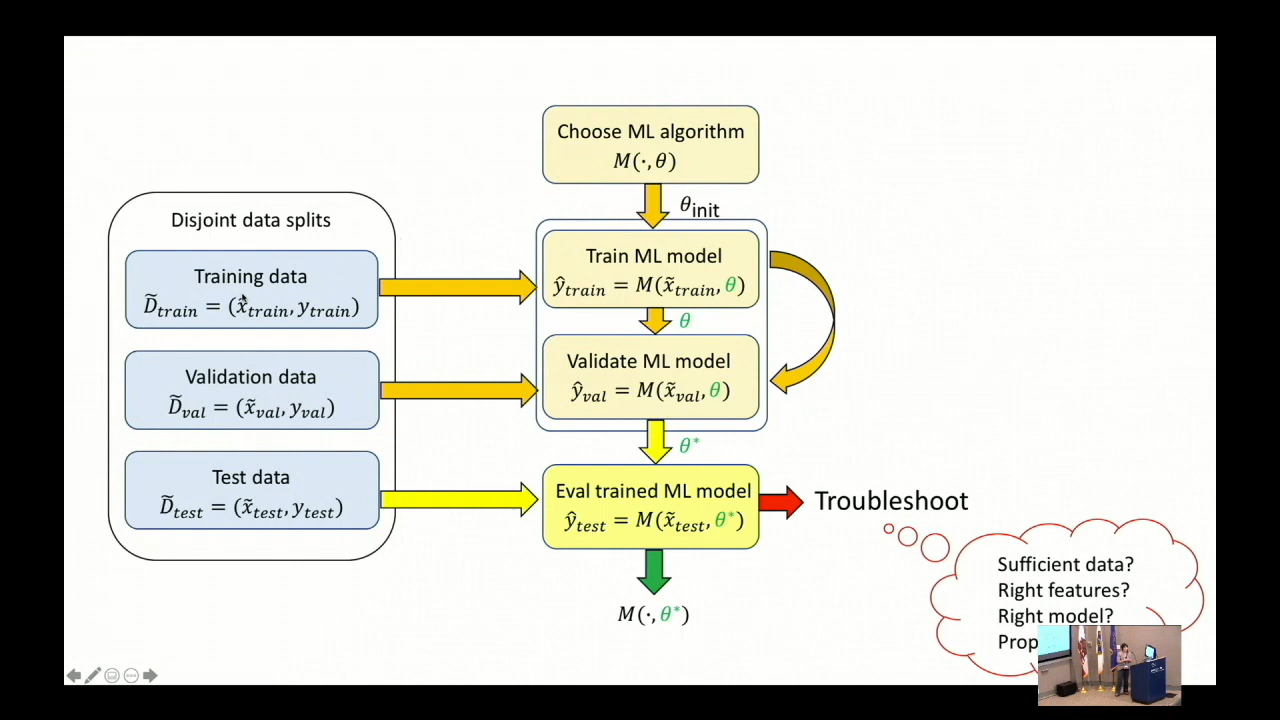 Choose ML algorithm
M(·, θ)
θinit
Disjoint data splits
Training data
D̃train = (x̃train, ytrain)
Train ML model
ŷtrain = M(x̃train, θ)
θ
Validation data
D̃val = (x̃val, yval)
Validate ML model
ŷval = M(x̃val, θ)
θ*
Test data
D̃test = (x̃test, ytest)
Eval trained ML model
ŷtest = M(x̃test, θ*)
Troubleshoot
Sufficient data?
Right features?
Right model?
M(·, θ*)